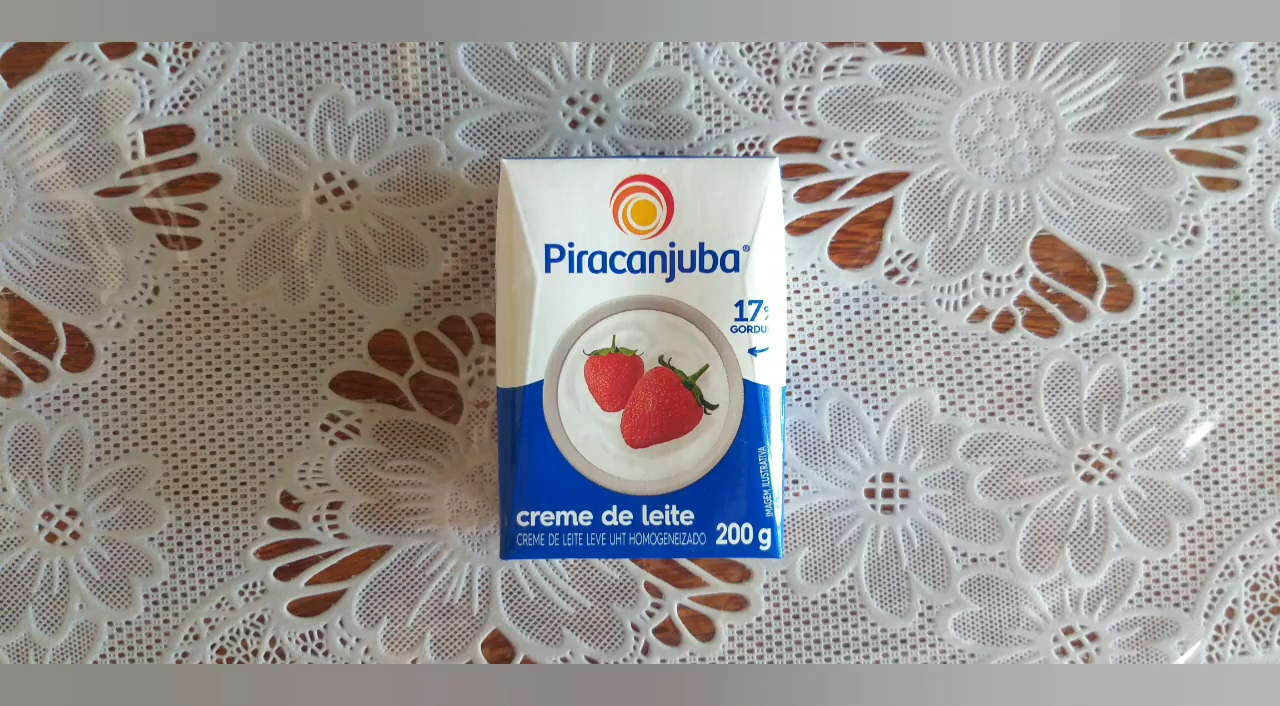 Piracanjuba®
17%
GORDU
IMAGEM ILUSTRATIVA
creme de leite
CREME DE LEITE LEVE UHT HOMOGENEIZADO
200 g